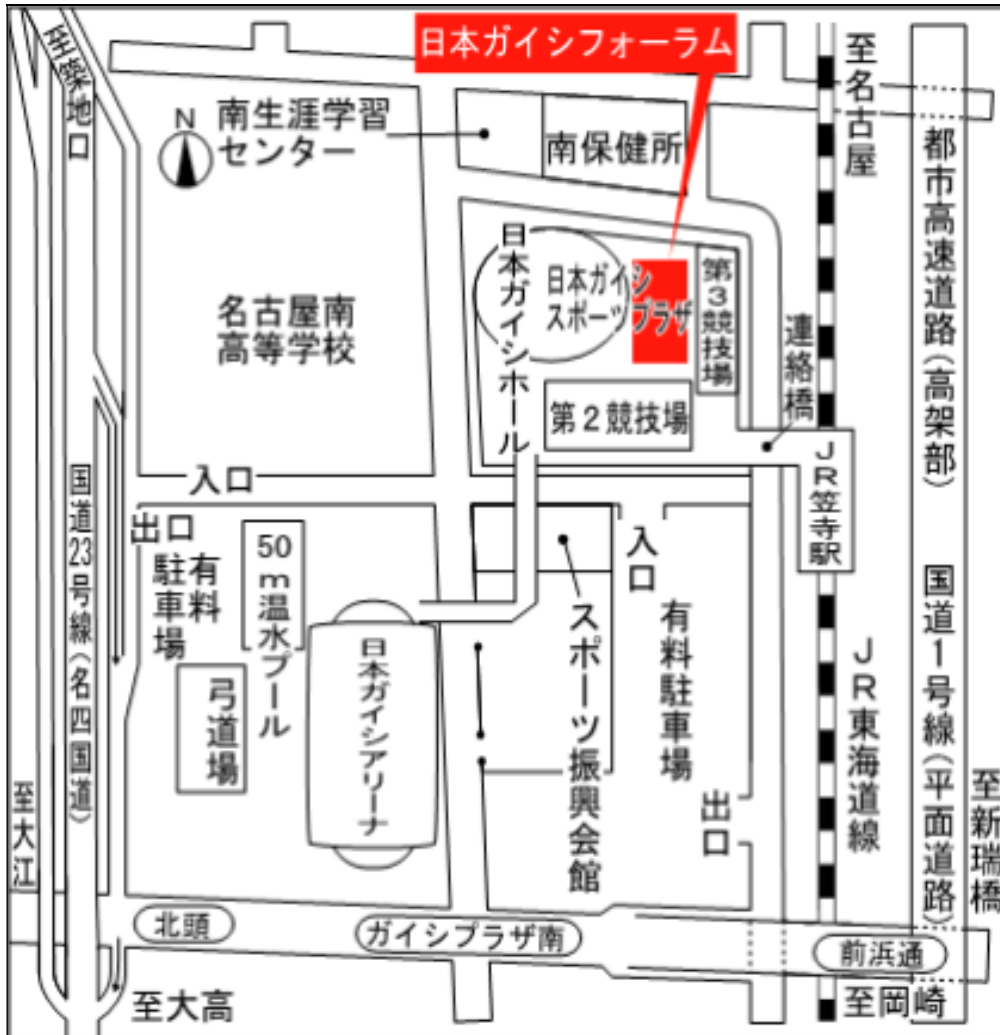 日本ガイシフォーラム
至築地口
N
南生涯学習
センター
南保健所
至名古屋
都市高速道路(高架部)
日本ガイシホール
日本ガイシ
スポーツプラザ
第3競技場
名古屋南
高等学校
連絡橋
第2競技場
JR笠寺駅
入口
国道23号線(名四国道)
出口
有料
駐車場
50m温水プール
入口
スポーツ振興会館
有料駐車場
国道1号線(平面道路)
日本ガイシアリーナ
弓道場
JR東海道線
出口
至大江
至新瑞橋
北頭
ガイシプラザ南
前浜通
至大高
至岡崎